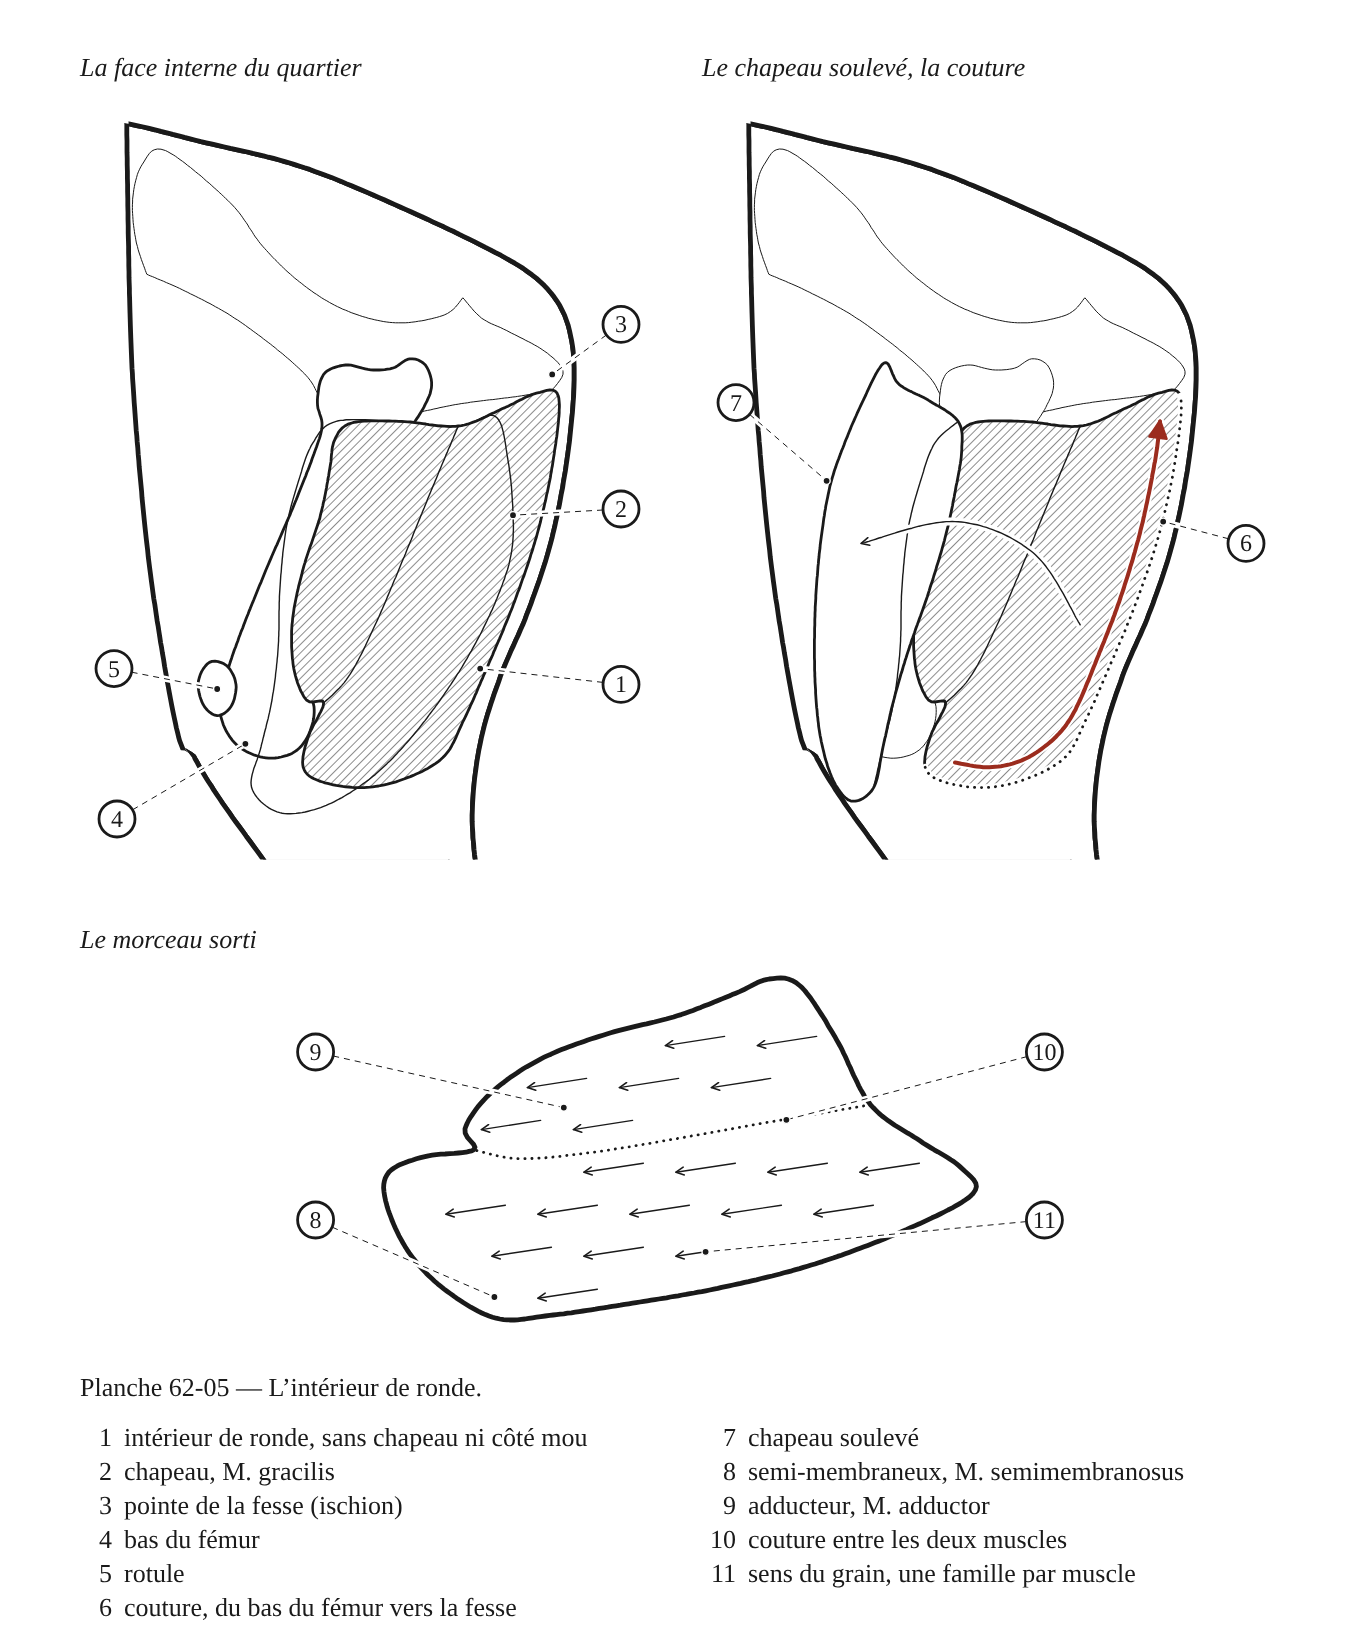 La face interne du quartier
Le chapeau soulevé, la couture
3
7
2
6
5
1
4
Le morceau sorti
9
10
8
11
Planche 62-05 — L’intérieur de ronde.
1 intérieur de ronde, sans chapeau ni côté mou
2 chapeau, M. gracilis
3 pointe de la fesse (ischion)
4 bas du fémur
5 rotule
6 couture, du bas du fémur vers la fesse
7 chapeau soulevé
8 semi-membraneux, M. semimembranosus
9 adducteur, M. adductor
10 couture entre les deux muscles
11 sens du grain, une famille par muscle